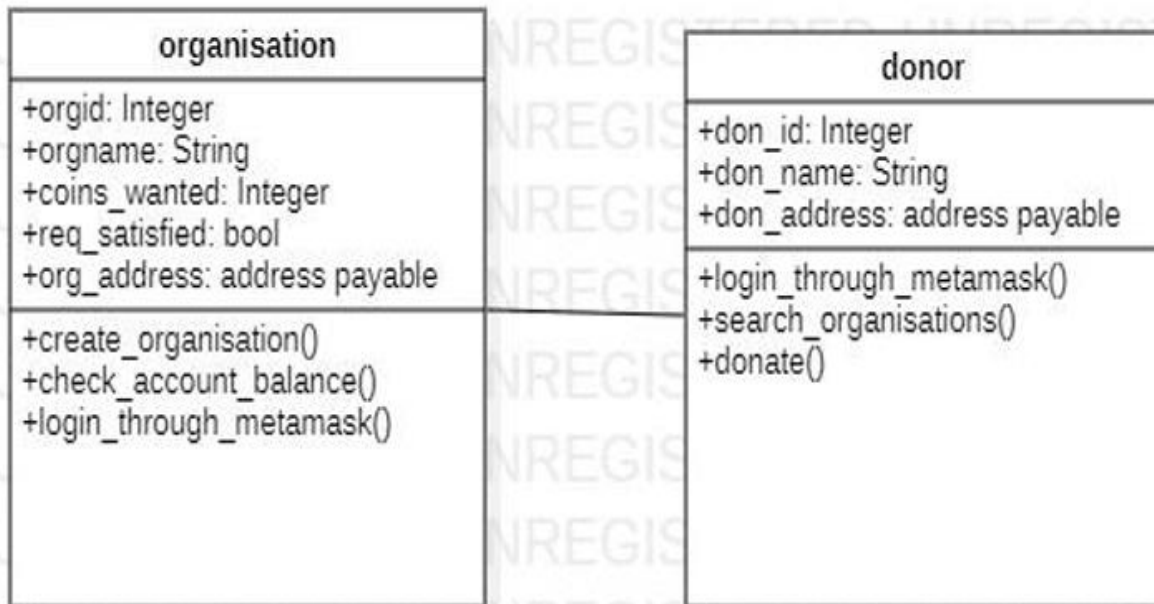 organisation
+orgid: Integer
+orgname: String
+coins_wanted: Integer
+req_satisfied: bool
+org_address: address payable
+create_organisation()
+check_account_balance()
+login_through_metamask()
donor
+don_id: Integer
+don_name: String
+don_address: address payable
+login_through_metamask()
+search_organisations()
+donate()